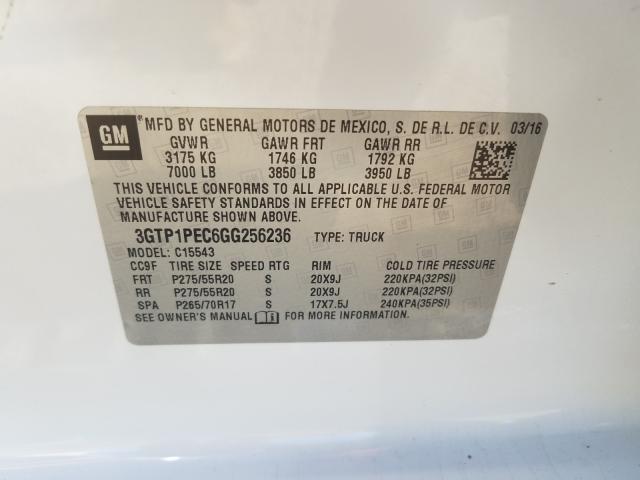 GM
MFD BY GENERAL MOTORS DE MEXICO, S. DE R.L. DE C.V. 03/16
GVWR GAWR FRT GAWR RR
3175 KG 1746 KG 1792 KG
7000 LB 3850 LB 3950 LB
THIS VEHICLE CONFORMS TO ALL APPLICABLE U.S. FEDERAL MOTOR
VEHICLE SAFETY STANDARDS IN EFFECT ON THE DATE OF
MANUFACTURE SHOWN ABOVE.
3GTP1PEC6GG256236 TYPE: TRUCK
MODEL: C15543
CC9F TIRE SIZE SPEED RTG RIM COLD TIRE PRESSURE
FRT P275/55R20 S 20X9J 220KPA(32PSI)
RR P275/55R20 S 20X9J 220KPA(32PSI)
SPA P265/70R17 S 17X7.5J 240KPA(35PSI)
SEE OWNER'S MANUAL FOR MORE INFORMATION.